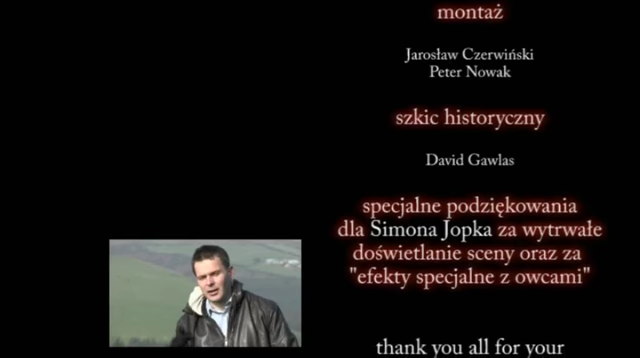 montaż
Jarosław Czerwiński
Peter Nowak
szkic historyczny
David Gawlas
specjalne podziękowania
dla Simona Jopka za wytrwałe
doświetlanie sceny oraz za
"efekty specjalne z owcami"
thank you all for your